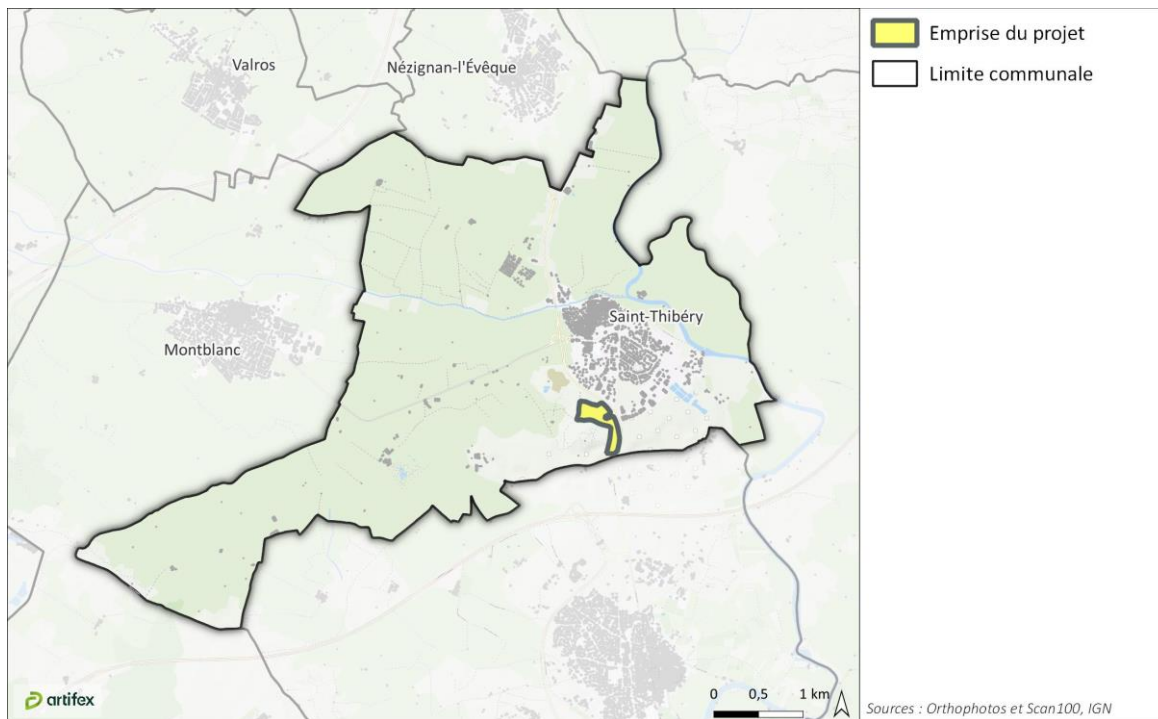 Emprise du projet
Limite communale
Valros
Nézignan-l'Évêque
Saint-Thibéry
Montblanc
artifex
0 0,5 1 km
Sources : Orthophotos et Scan100, IGN